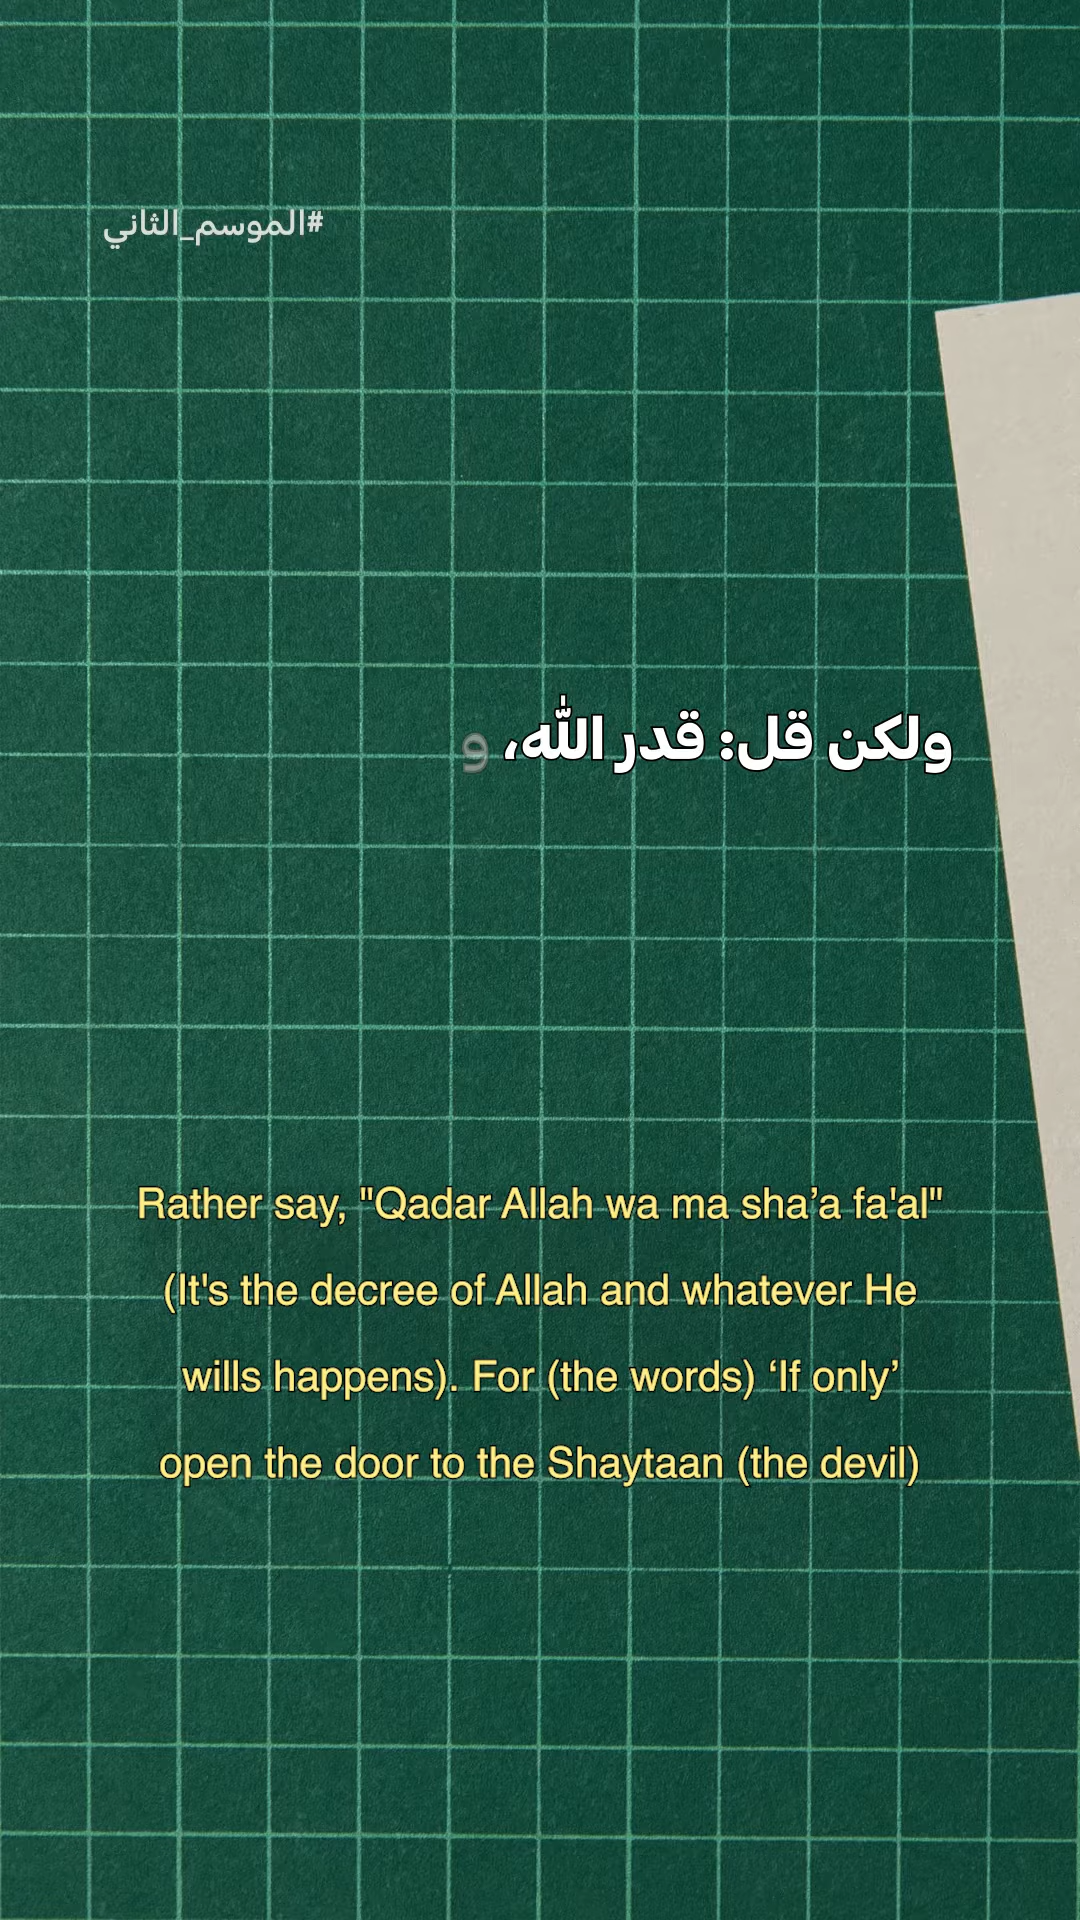 #الموسم_الثاني
ولكن قل: قدر الله، و
Rather say, "Qadar Allah wa ma sha’a fa'al"
(It's the decree of Allah and whatever He
wills happens). For (the words) ‘If only’
open the door to the Shaytaan (the devil)